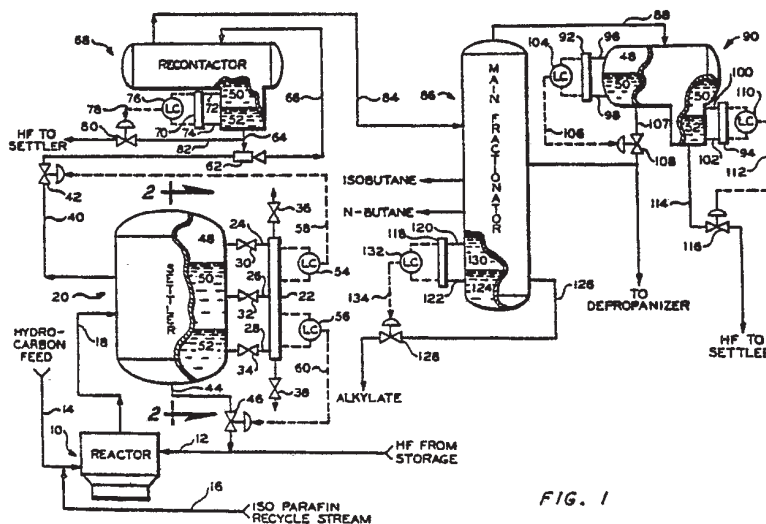 68
RECONTACTOR
50
52
76
LC
72
78
70
74
80
82
64
62
66
HF TO
SETTLER
42
40
58
84
2
2
20
SETTLER
48
50
52
24
30
26
32
28
34
36
22
38
LC
54
LC
56
60
44
46
HYDRO-
CARBON
FEED
18
14
10
REACTOR
12
HF FROM
STORAGE
16
ISO PARAFIN
RECYCLE STREAM
86
MAIN FRACTIONATOR
88
ISOBUTANE
N-BUTANE
118
120
132
LC
130
124
122
134
126
128
ALKYLATE
90
104
92
96
LC
48
50
98
106
107
108
50
52
100
110
LC
102
94
112
114
116
TO
DEPROPANIZER
HF TO
SETTLER
FIG. 1